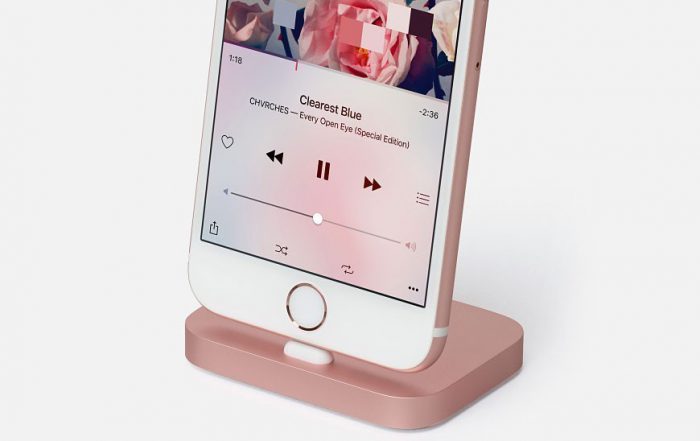 1:18
-2:36
Clearest Blue
CHVRCHES — Every Open Eye (Special Edition)